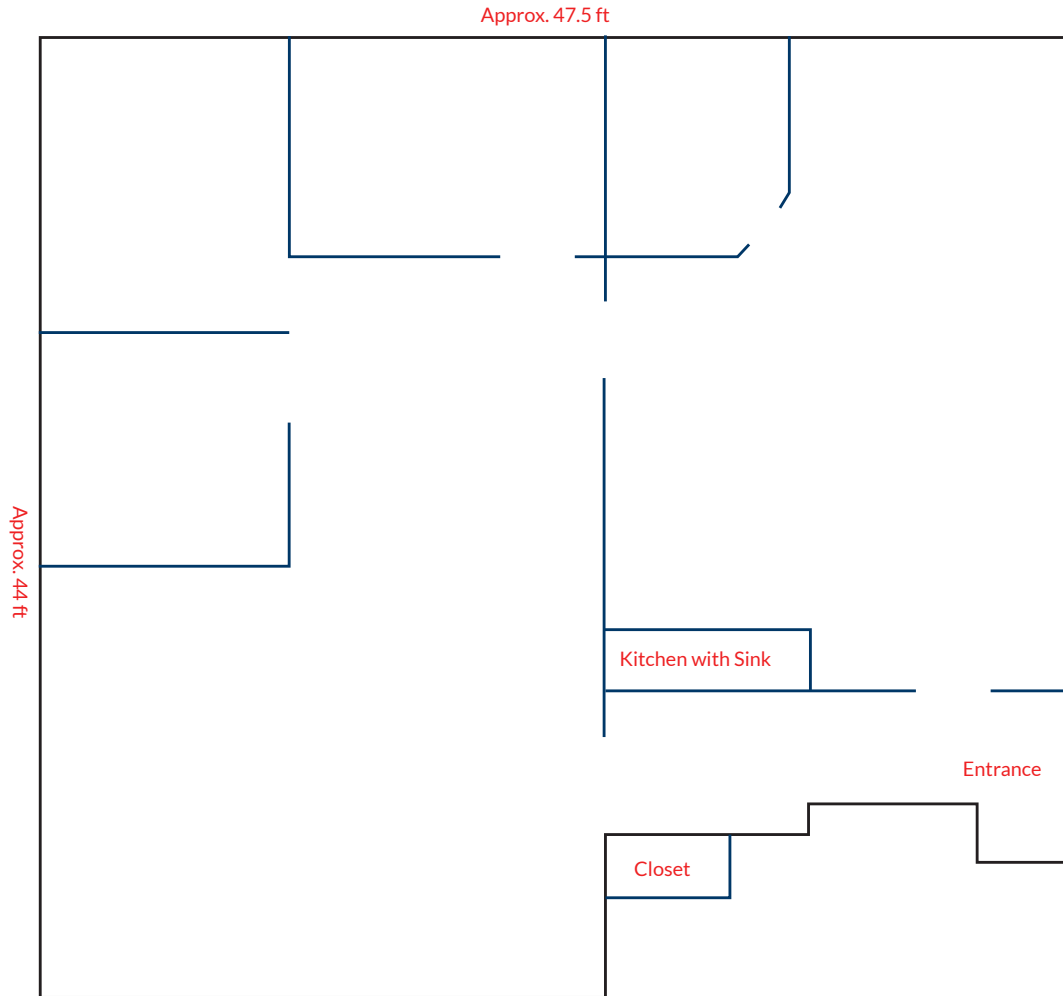 Approx. 47.5 ft
Approx. 44 ft
Kitchen with Sink
Entrance
Closet